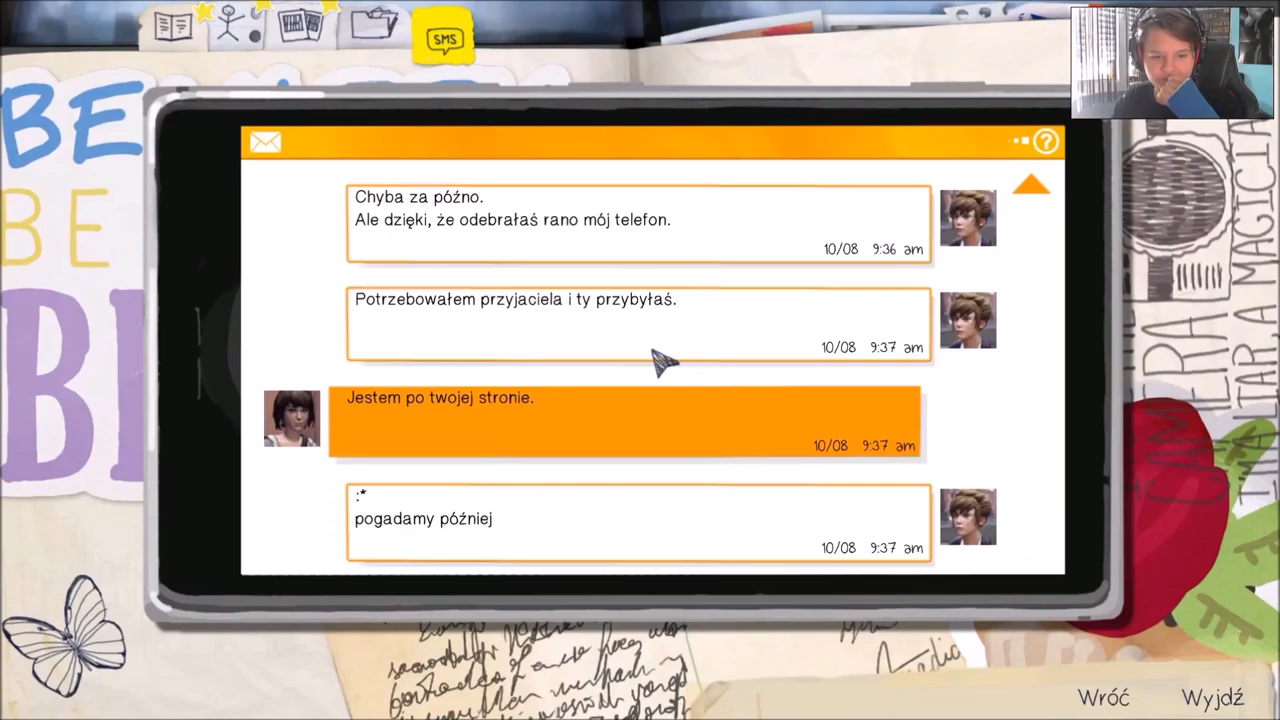 SMS
BE
BE
Chyba za późno.
Ale dzięki, że odebrałaś rano mój telefon.
10/08 9:36 am
Potrzebowałem przyjaciela i ty przybyłaś.
10/08 9:37 am
Jestem po twojej stronie.
10/08 9:37 am
:*
pogadamy później
10/08 9:37 am
Wróć
Wyjdź